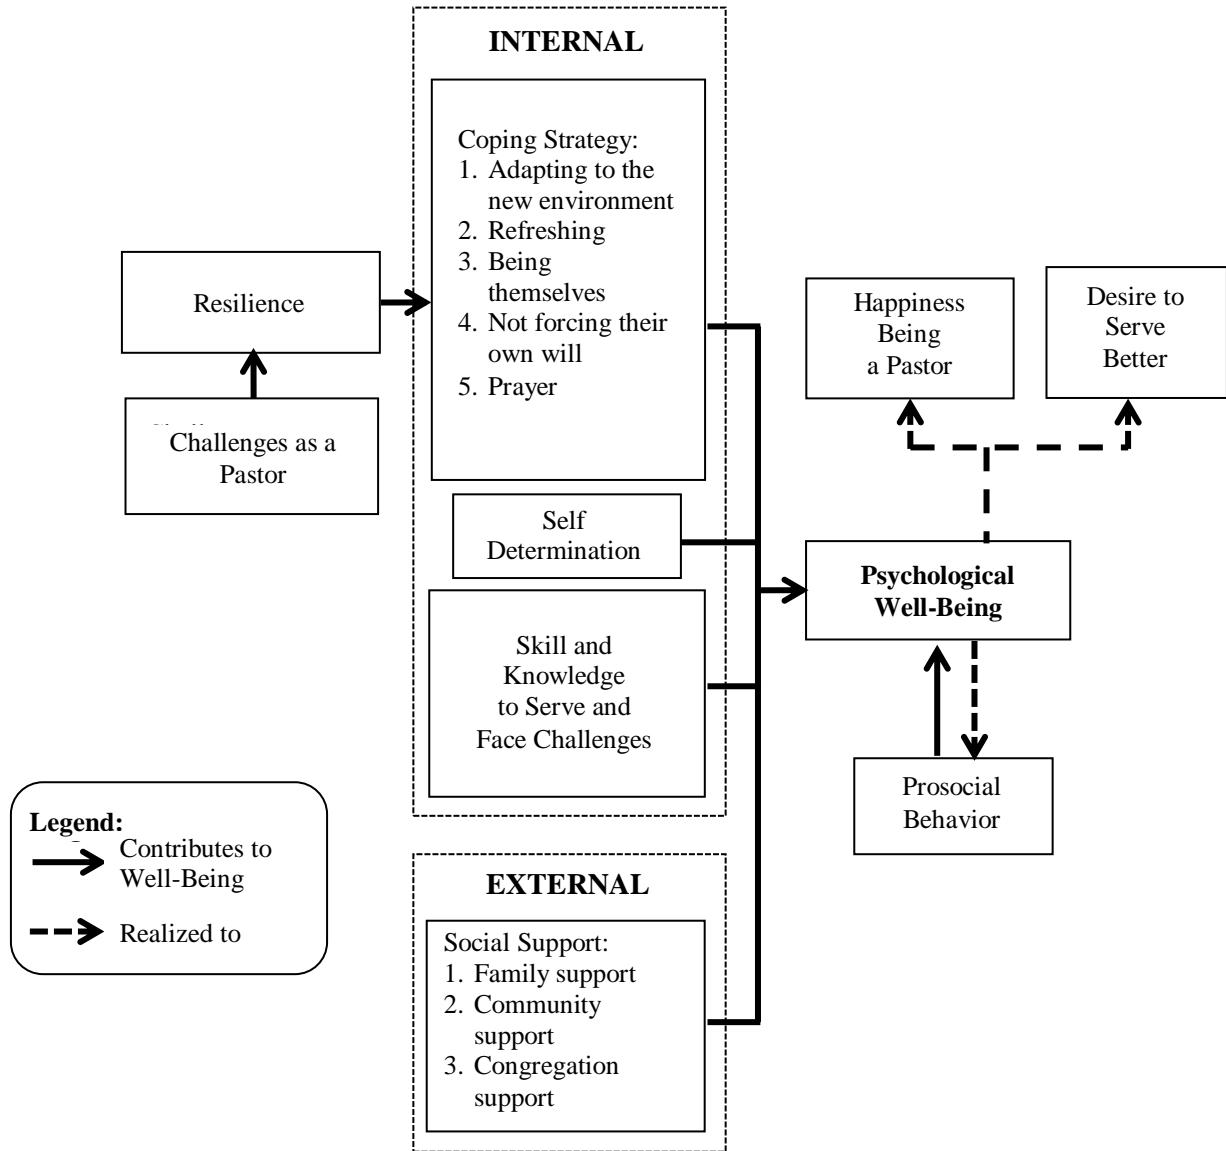 INTERNAL
Coping Strategy:
1. Adapting to the
new environment
2. Refreshing
3. Being
themselves
4. Not forcing their
own will
5. Prayer
Resilience
Challenges as a
Pastor
Self
Determination
Skill and
Knowledge
to Serve and
Face Challenges
Happiness
Being
a Pastor
Desire to
Serve
Better
Psychological
Well-Being
Prosocial
Behavior
Legend:
Contributes to
Well-Being
Realized to
EXTERNAL
Social Support:
1. Family support
2. Community
support
3. Congregation
support